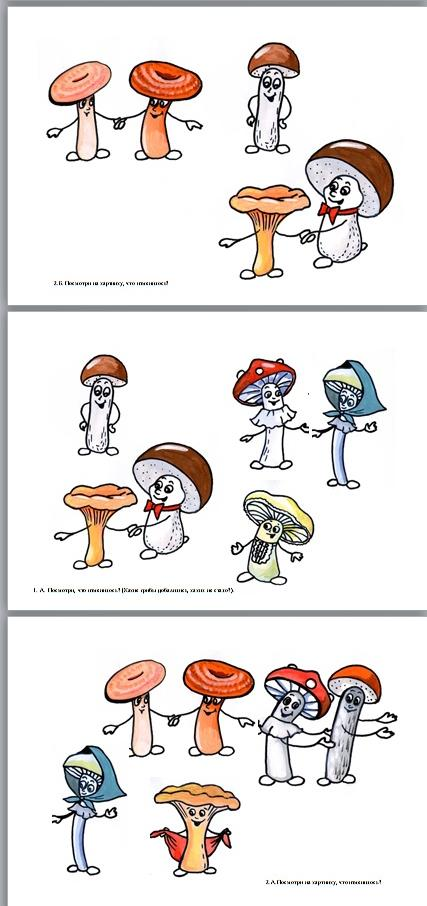 2.Б. Посмотри на картинку, что изменилось?
1. А. Посмотри, что изменилось? (Какие грибы добавились, каких не стало?).
2.А.Посмотри на картинку, что изменилось?